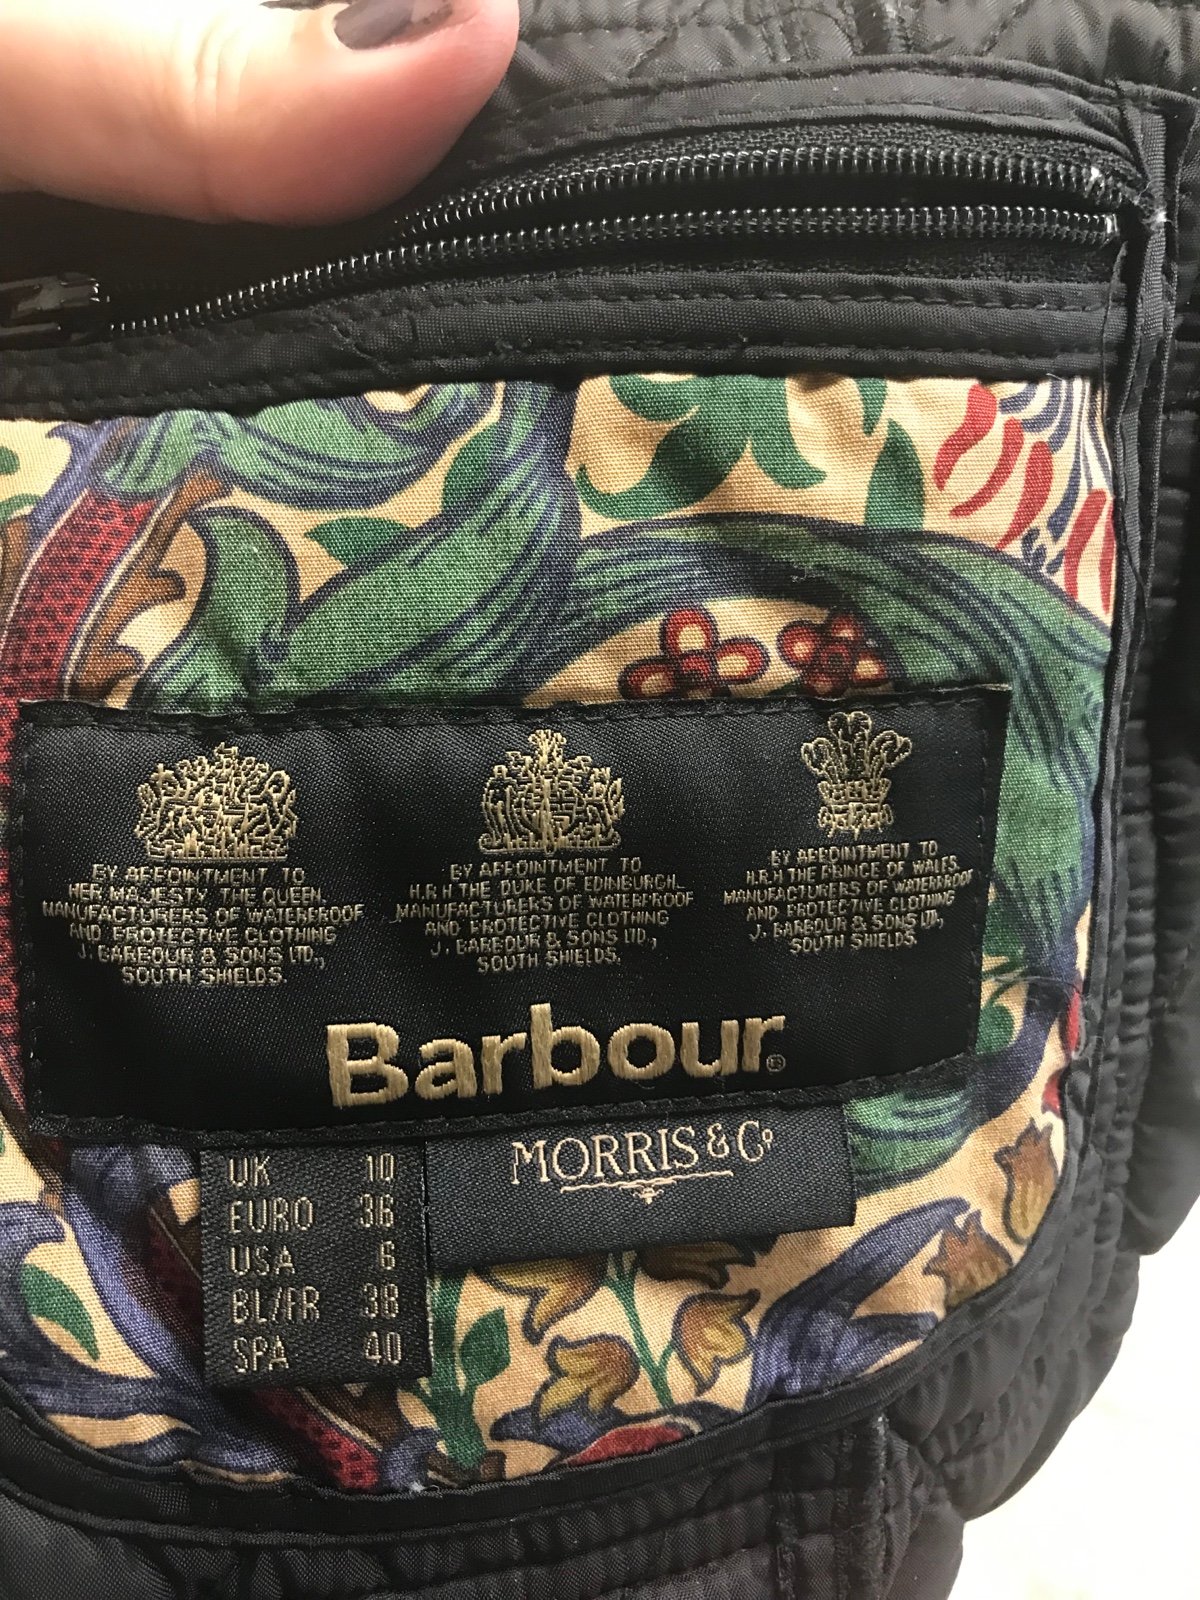 BY APPOINTMENT TO
HER MAJESTY THE QUEEN
MANUFACTURERS OF WATERPROOF
AND PROTECTIVE CLOTHING
J. BARBOUR & SONS LTD.,
SOUTH SHIELDS.
BY APPOINTMENT TO
H.R.H THE DUKE OF EDINBURGH
MANUFACTURERS OF WATERPROOF
AND PROTECTIVE CLOTHING
J. BARBOUR & SONS LTD.,
SOUTH SHIELDS.
BY APPOINTMENT TO
H.R.H THE PRINCE OF WALES
MANUFACTURERS OF WATERPROOF
AND PROTECTIVE CLOTHING
J. BARBOUR & SONS LTD.,
SOUTH SHIELDS.
Barbour®
MORRIS & Co
UK 10
EURO 36
USA 6
BL/FR 38
SPA 40